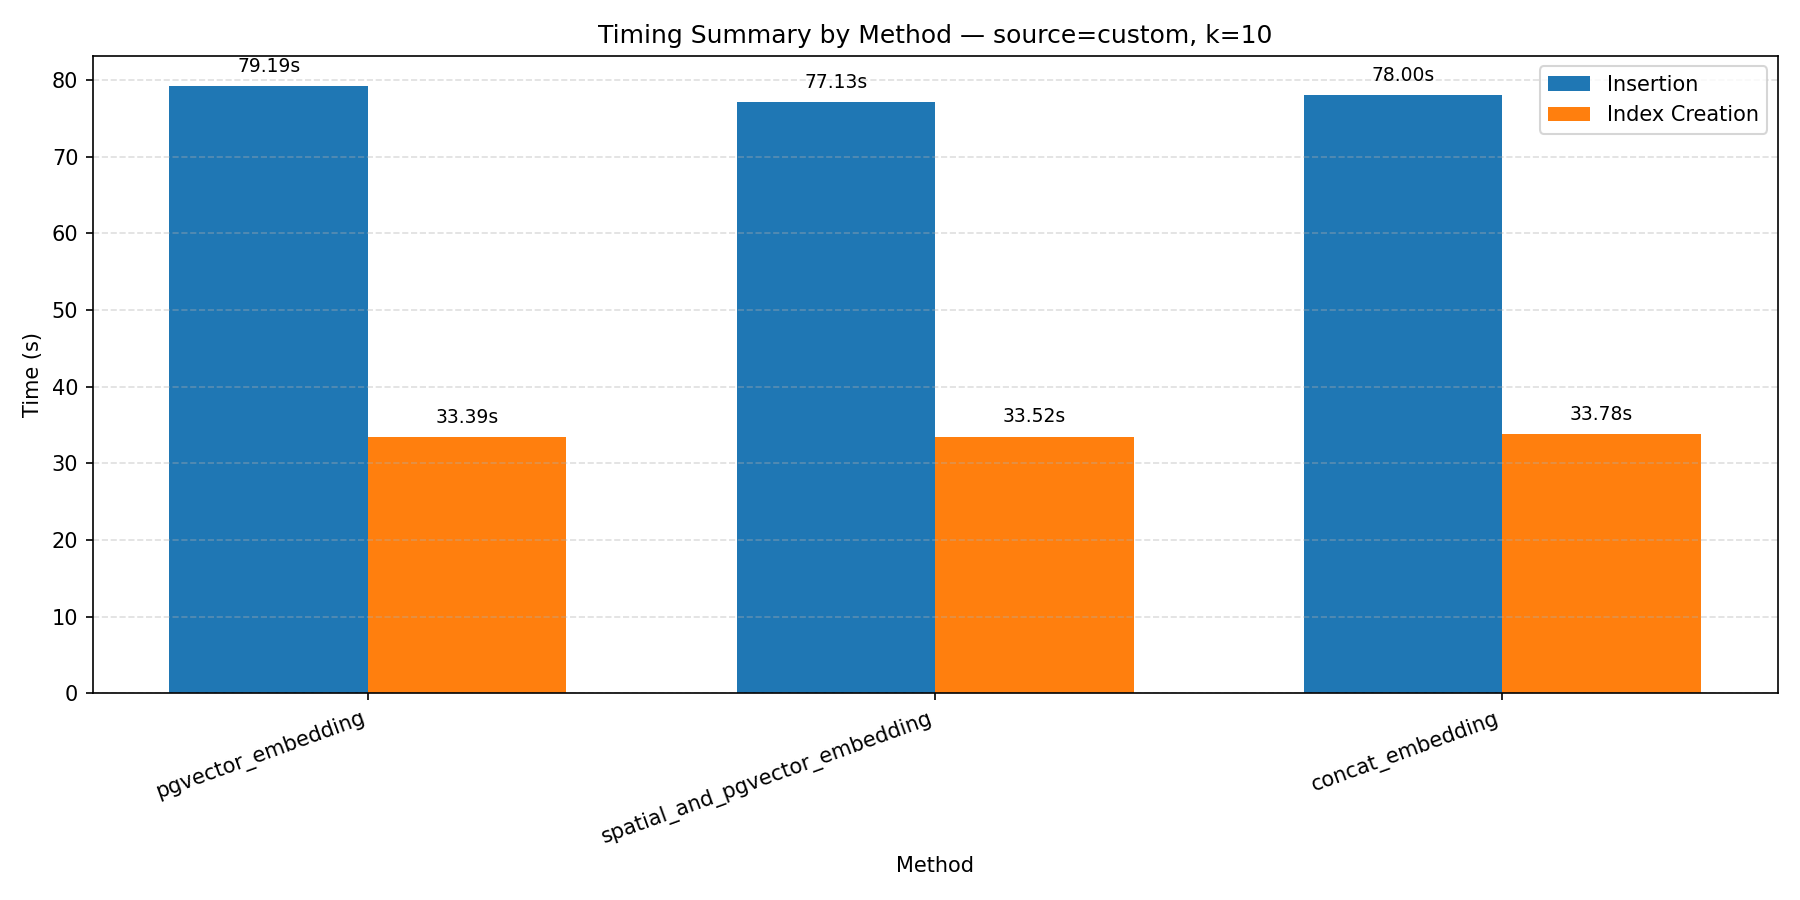 Timing Summary by Method — source=custom, k=10
79.19s
77.13s
78.00s
Insertion
Index Creation
33.39s
33.52s
33.78s
Time (s)
80
70
60
50
40
30
20
10
0
pgvector_embedding
spatial_and_pgvector_embedding
concat_embedding
Method